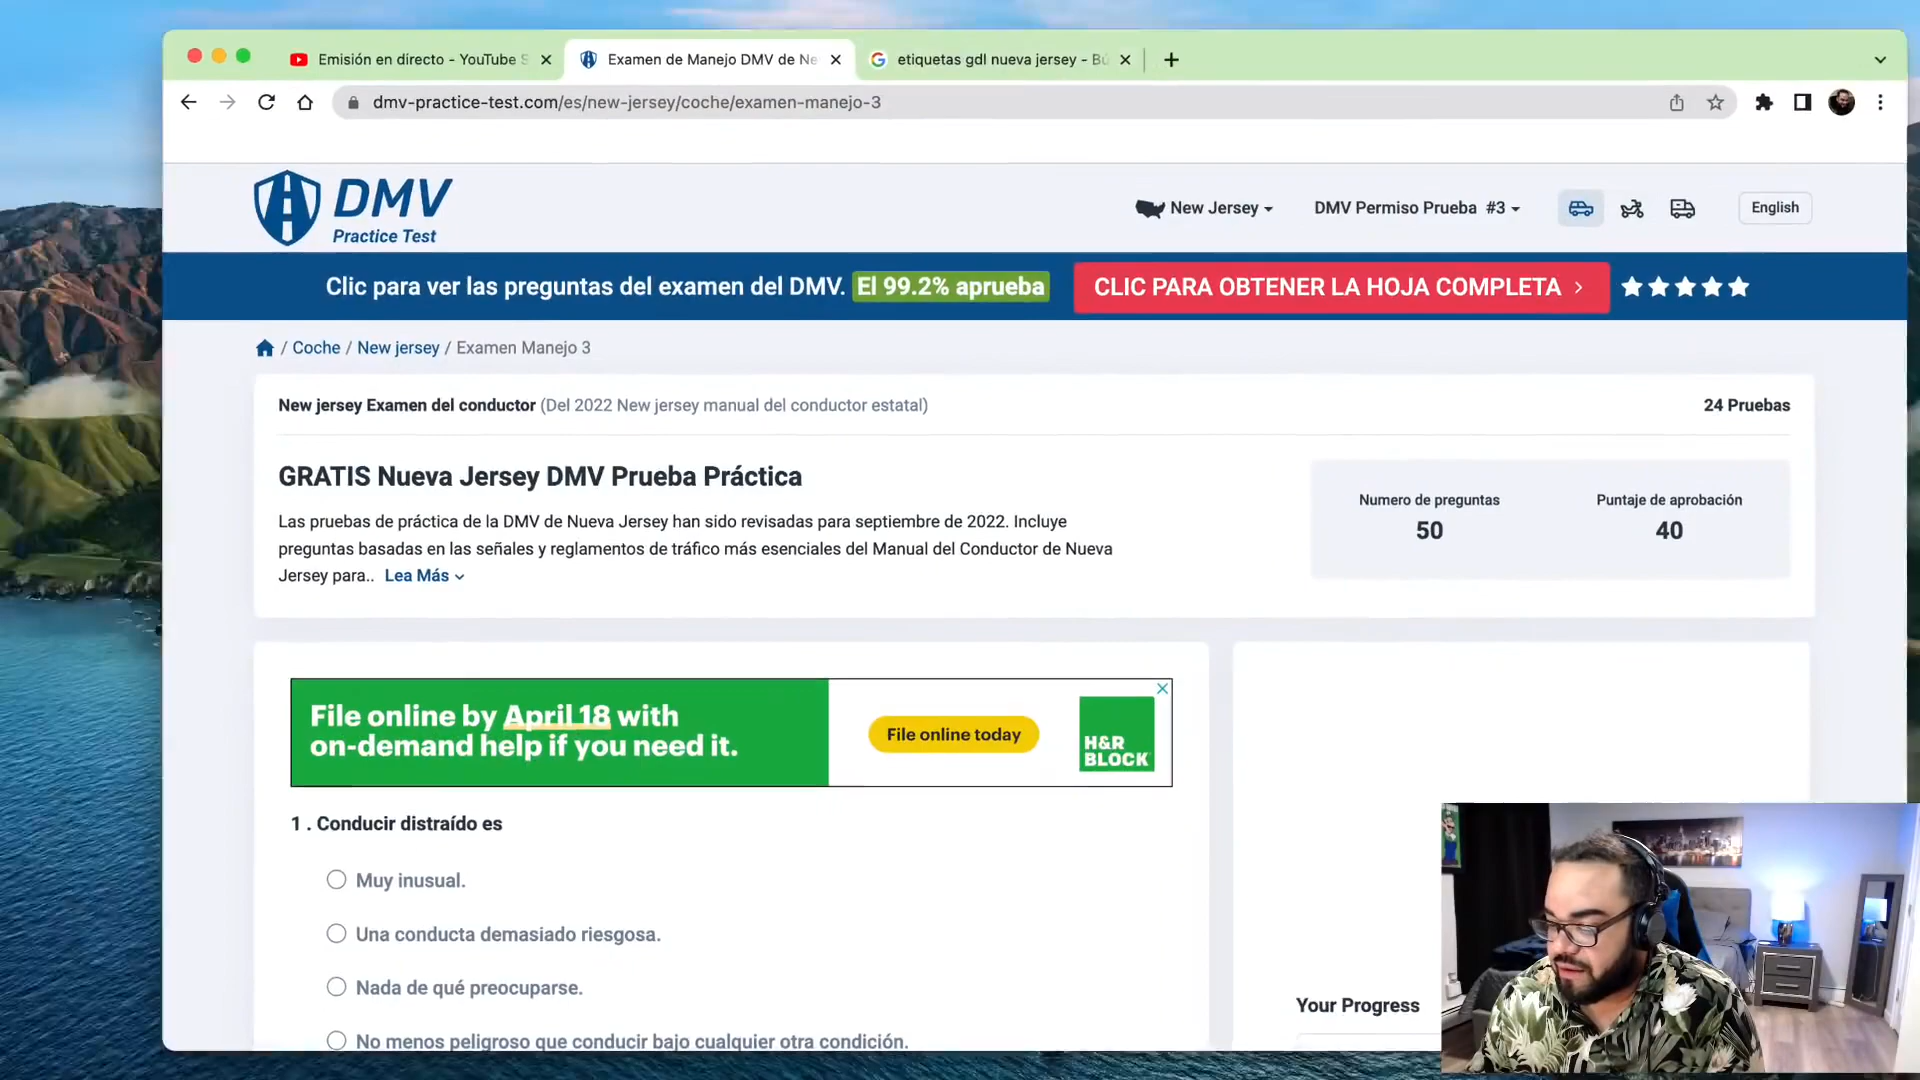 Emisión en directo - YouTube S
Examen de Manejo DMV de Ne
etiquetas gdl nueva jersey - Bú
dmv-practice-test.com/es/new-jersey/coche/examen-manejo-3
DMV
Practice Test
New Jersey
DMV Permiso Prueba #3
English
Clic para ver las preguntas del examen del DMV. El 99.2% aprueba
CLIC PARA OBTENER LA HOJA COMPLETA >
/ Coche / New jersey / Examen Manejo 3
New jersey Examen del conductor (Del 2022 New jersey manual del conductor estatal)
24 Pruebas
GRATIS Nueva Jersey DMV Prueba Práctica
Las pruebas de práctica de la DMV de Nueva Jersey han sido revisadas para septiembre de 2022. Incluye
preguntas basadas en las señales y reglamentos de tráfico más esenciales del Manual del Conductor de Nueva
Jersey para.. Lea Más
Numero de preguntas
50
Puntaje de aprobación
40
File online by April 18 with
on-demand help if you need it.
File online today
H&R
BLOCK
1 . Conducir distraído es
Muy inusual.
Una conducta demasiado riesgosa.
Nada de qué preocuparse.
No menos peligroso que conducir bajo cualquier otra condición.
Your Progress